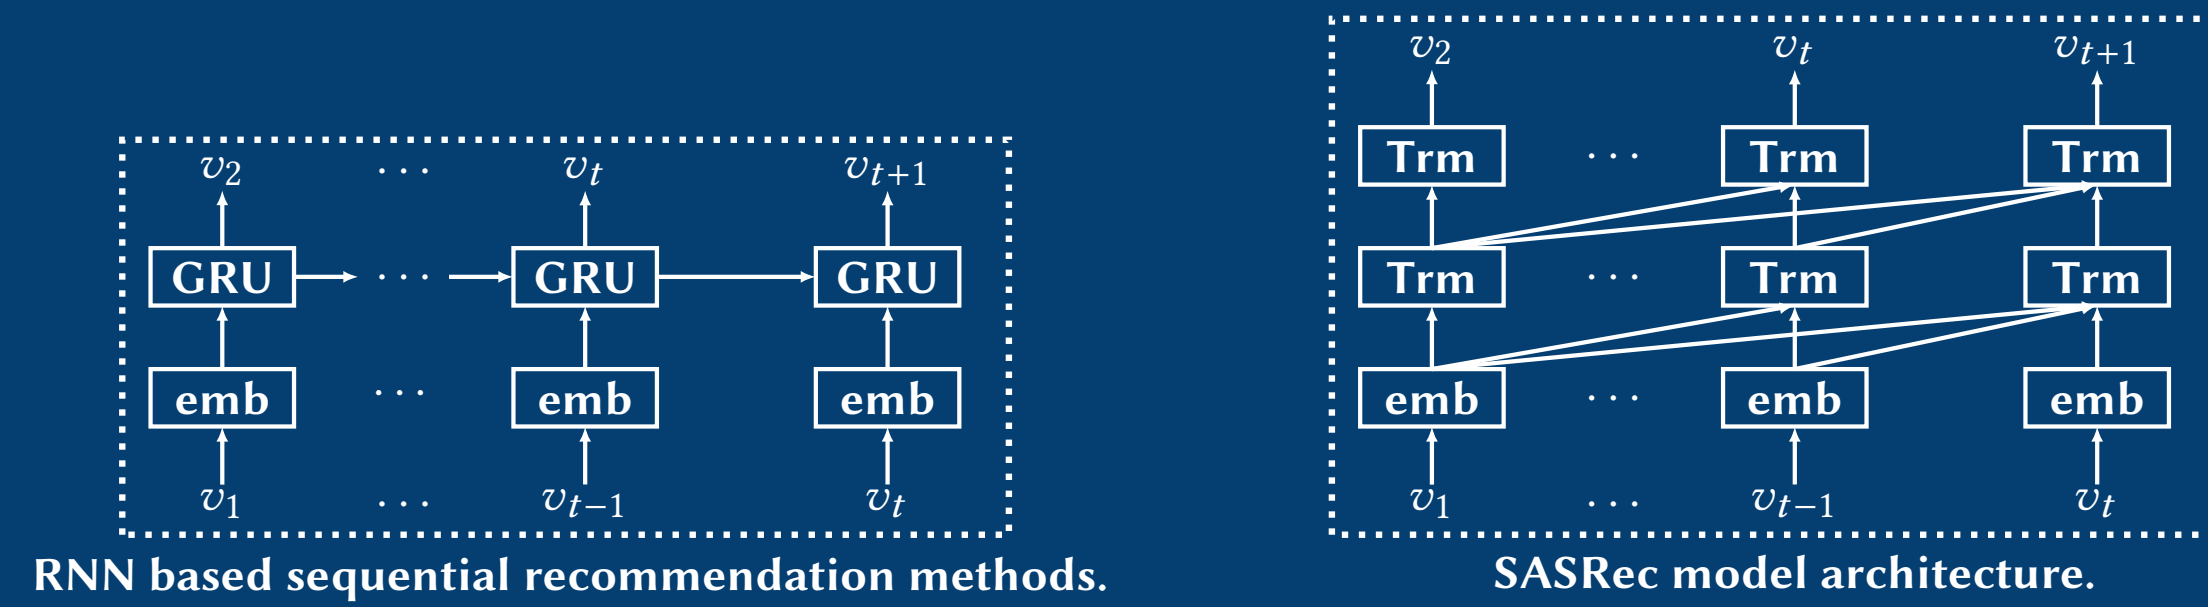 v2 ··· vt vt+1
GRU ··· GRU GRU
emb ··· emb emb
v1 ··· vt−1 vt
RNN based sequential recommendation methods.
v2 vt vt+1
Trm ··· Trm Trm
Trm ··· Trm Trm
emb ··· emb emb
v1 ··· vt−1 vt
SASRec model architecture.